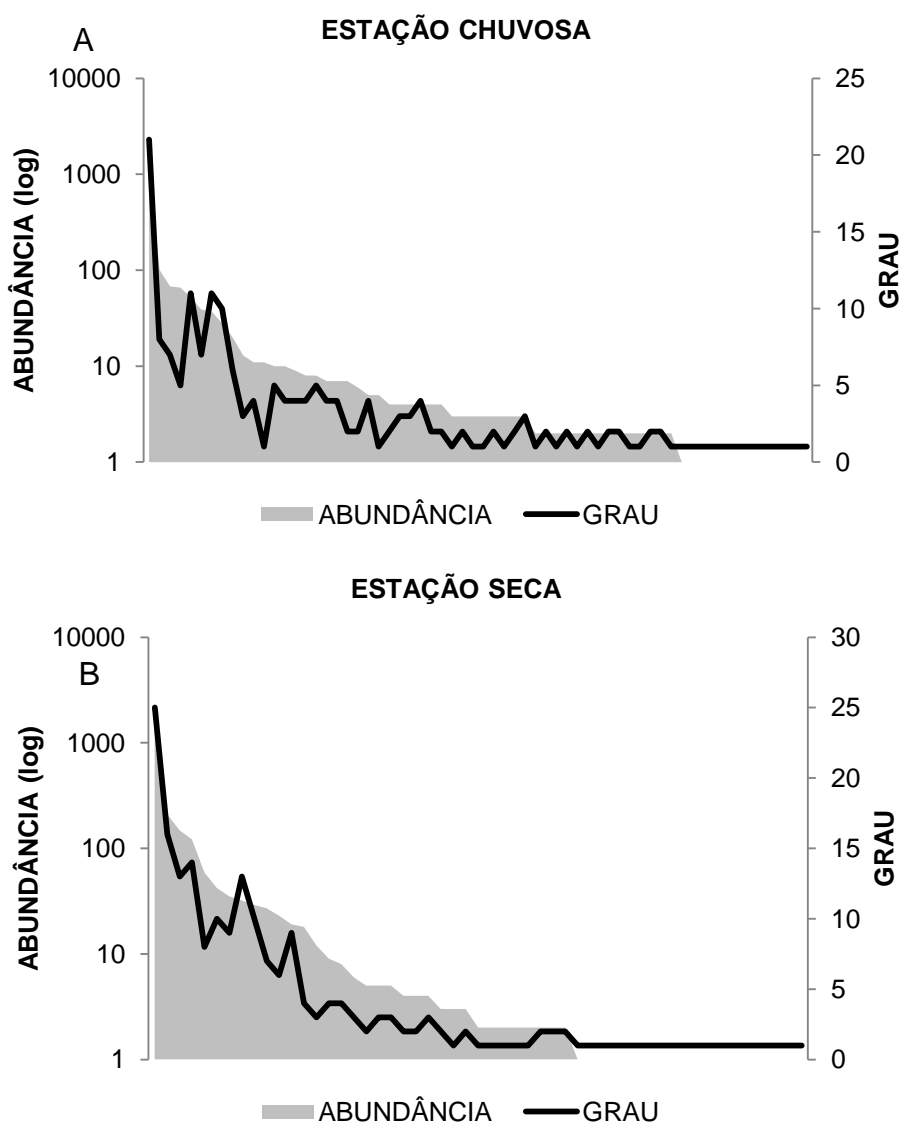 A
ESTAÇÃO CHUVOSA
10000
1000
100
10
1
ABUNDÂNCIA (log)
25
20
15
10
5
0
GRAU
ABUNDÂNCIA GRAU
ESTAÇÃO SECA
B
10000
1000
100
10
1
ABUNDÂNCIA (log)
30
25
20
15
10
5
0
GRAU
ABUNDÂNCIA GRAU